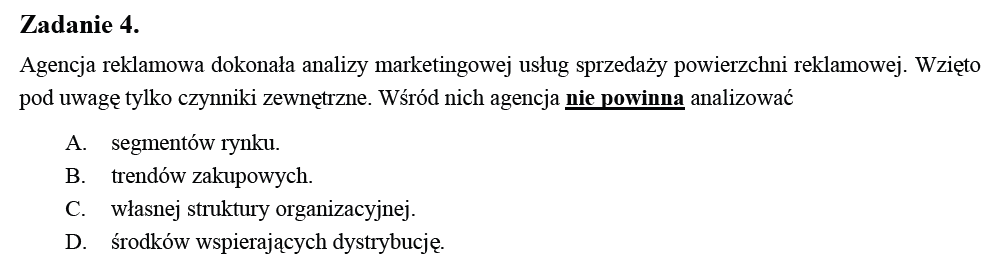 Zadanie 4.
Agencja reklamowa dokonała analizy marketingowej usług sprzedaży powierzchni reklamowej. Wzięto
pod uwagę tylko czynniki zewnętrzne. Wśród nich agencja nie powinna analizować
A. segmentów rynku.
B. trendów zakupowych.
C. własnej struktury organizacyjnej.
D. środków wspierających dystrybucję.